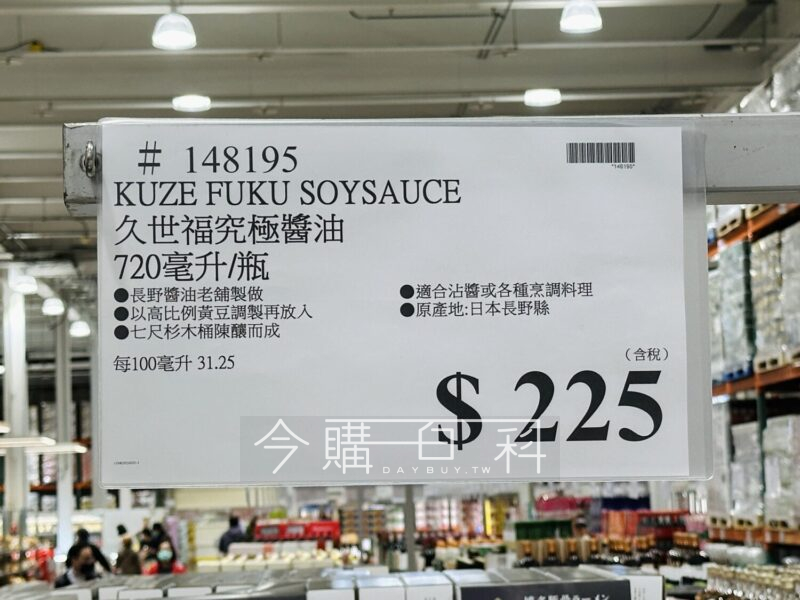 # 148195
*148195*
KUZE FUKU SOYSAUCE
久世福究極醬油
720毫升/瓶
●長野醬油老舖製做
●以高比例黃豆調製再放入
●七尺杉木桶陳釀而成
●適合沾醬或各種烹調料理
●原產地:日本長野縣
每100毫升 31.25
(含稅)
$ 225
今購百科
DAYBUY.TW